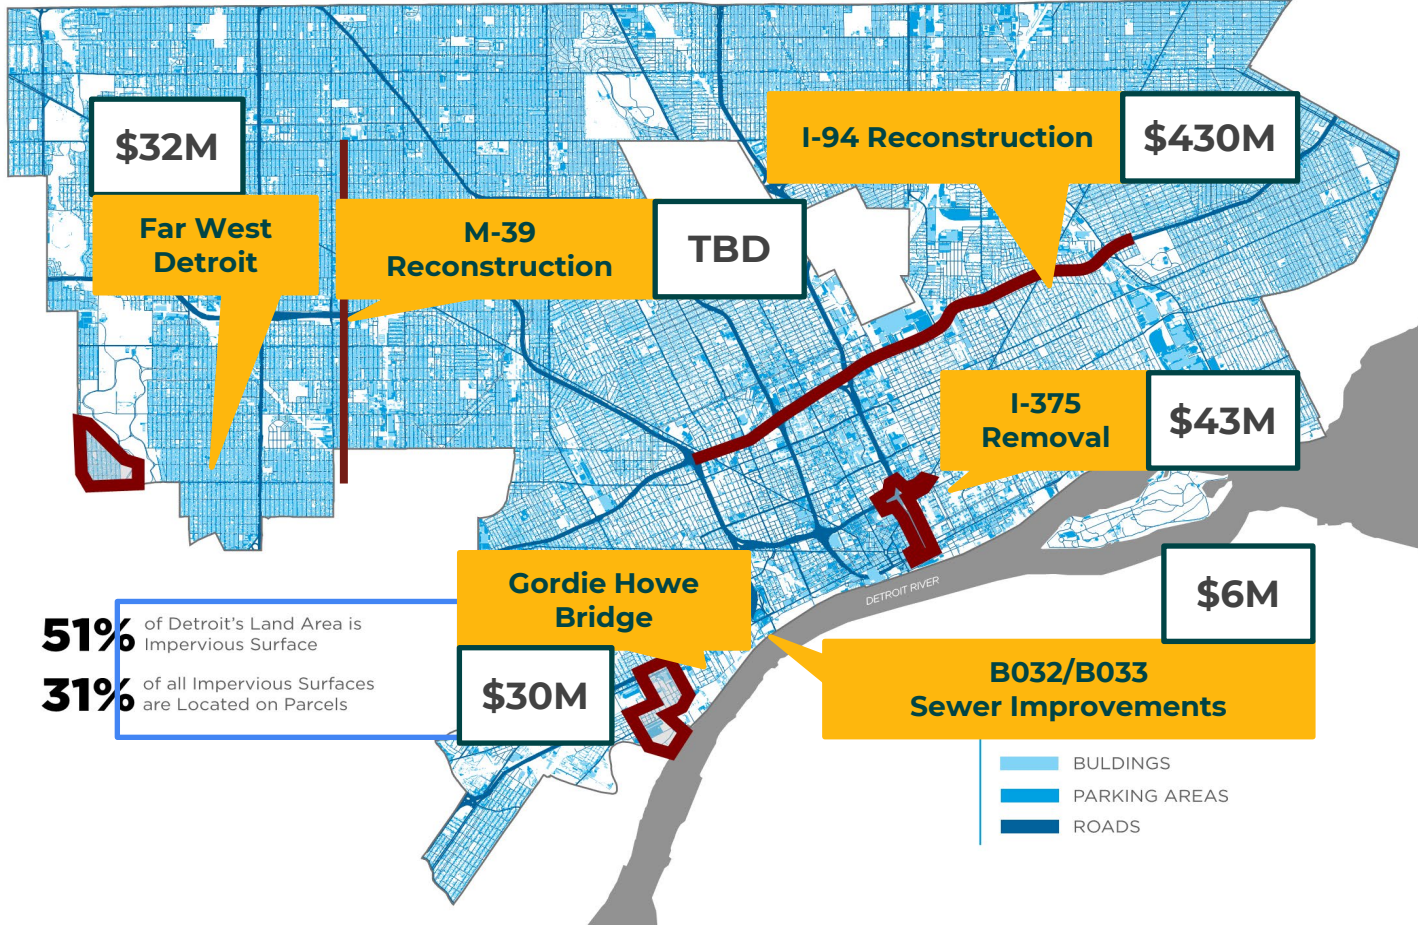 $32M
Far West
Detroit
M-39
Reconstruction
TBD
I-94 Reconstruction
$430M
I-375
Removal
$43M
DETROIT RIVER
$6M
B032/B033
Sewer Improvements
Gordie Howe
Bridge
$30M
51% of Detroit's Land Area is
Impervious Surface
31% of all Impervious Surfaces
are Located on Parcels
BULDINGS
PARKING AREAS
ROADS